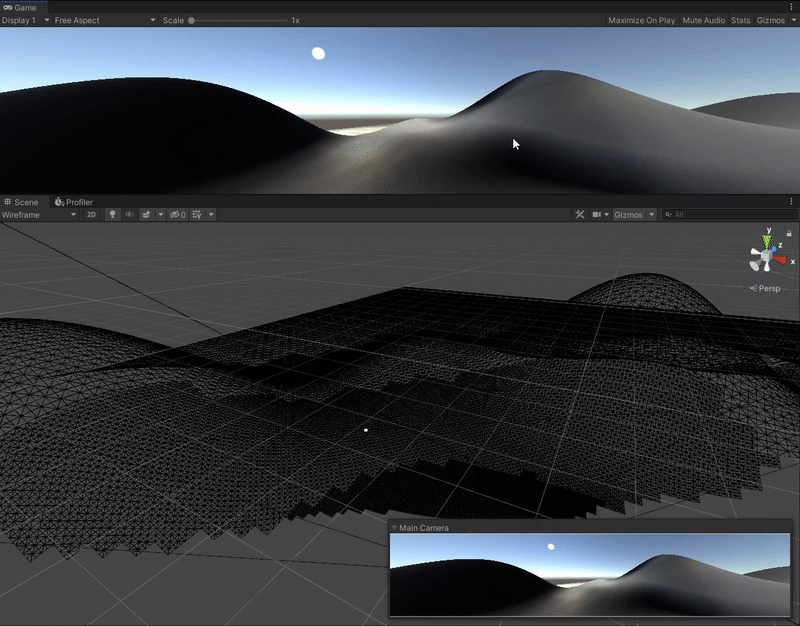 Game
Display 1 Free Aspect Scale 1x Maximize On Play Mute Audio Stats Gizmos
Scene Profiler
Wireframe 2D 0 Gizmos All
y
z
x
Persp
Main Camera